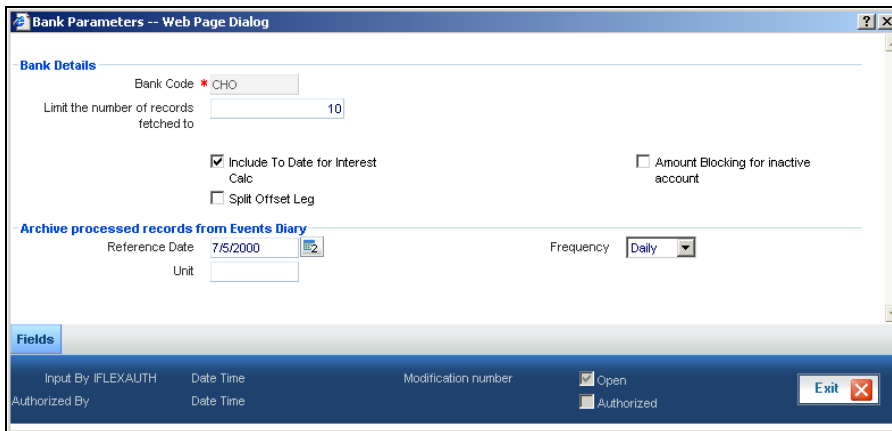 Bank Parameters -- Web Page Dialog
Bank Details
Bank Code * CHO
Limit the number of records
fetched to
10
Include To Date for Interest
Calc
Amount Blocking for inactive
account
Split Offset Leg
Archive processed records from Events Diary
Reference Date 7/5/2000
Frequency Daily
Unit
Fields
Input By IFLEXAUTH Date Time Modification number Open
Authorized By Date Time Authorized
Exit